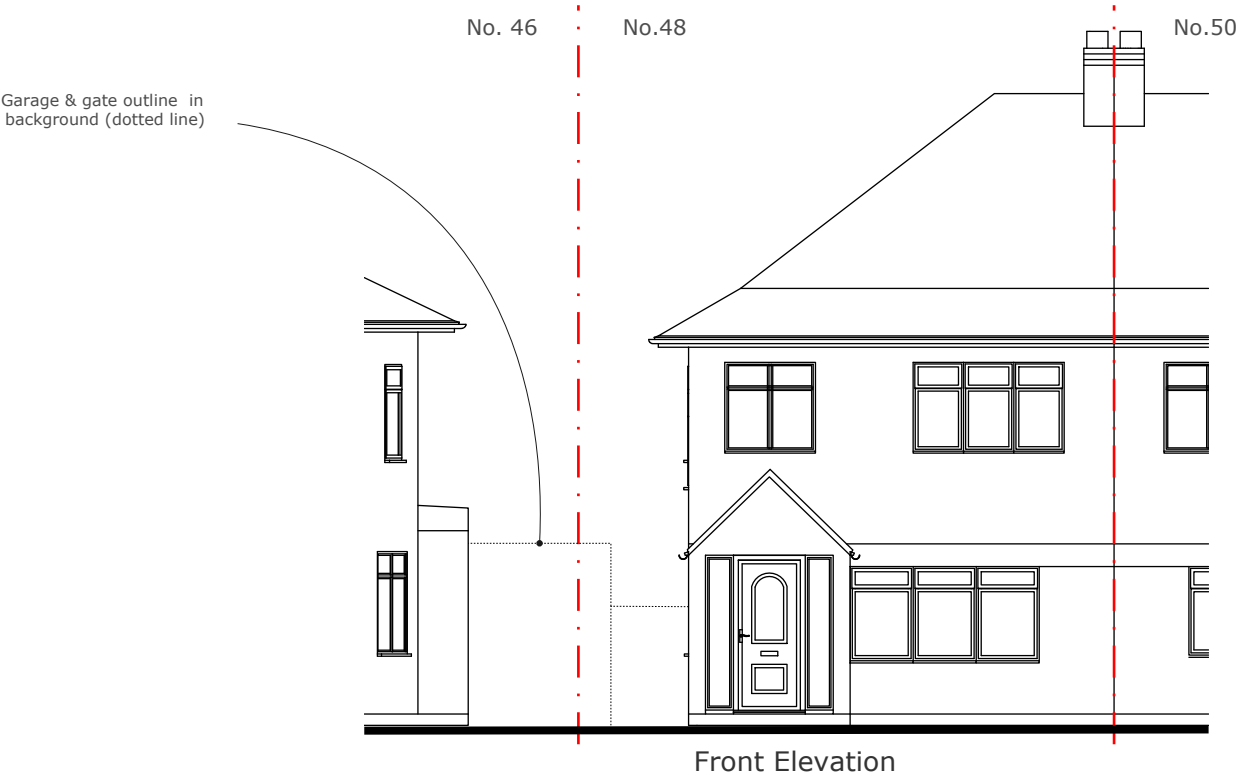 No. 46
No.48
No.50
Garage & gate outline in
background (dotted line)
Front Elevation